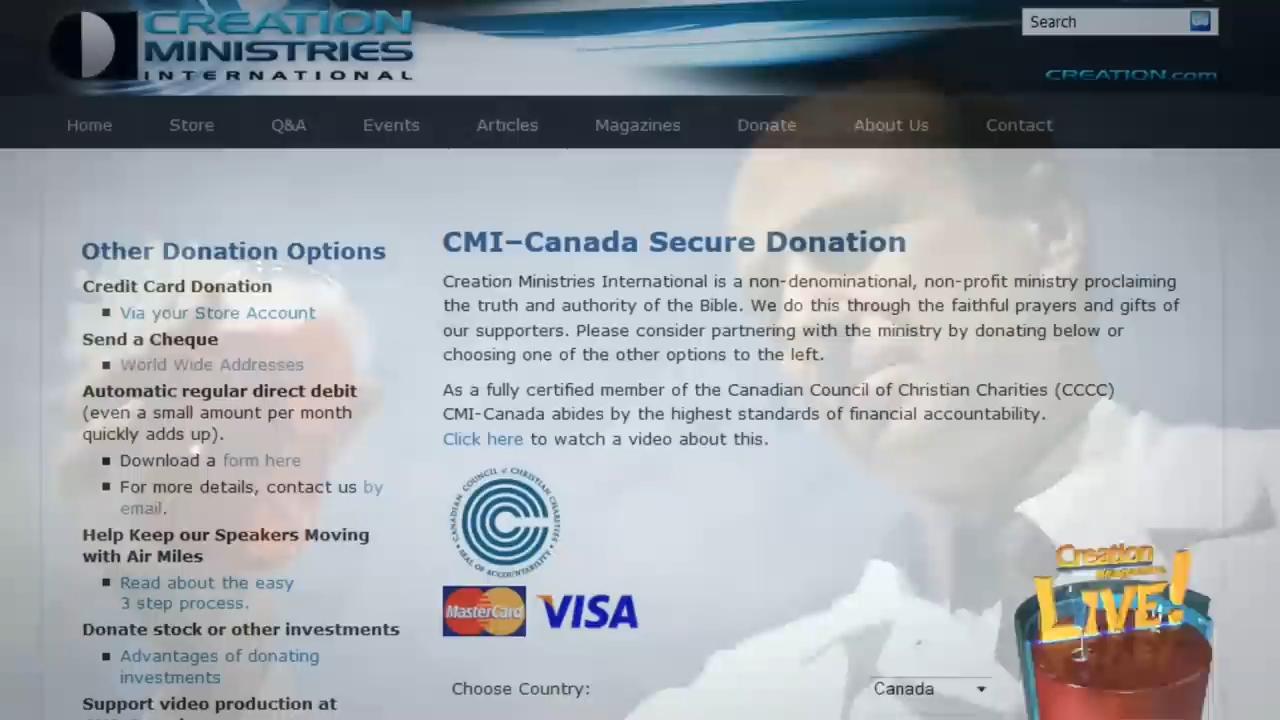 CREATION
MINISTRIES
INTERNATIONAL
Search
CREATION.com
Home Store Q&A Events Articles Magazines Donate About Us Contact
Other Donation Options
Credit Card Donation
Via your Store Account
Send a Cheque
World Wide Addresses
Automatic regular direct debit
(even a small amount per month
quickly adds up).
Download a form here
For more details, contact us by
email.
Help Keep our Speakers Moving
with Air Miles
Read about the easy
3 step process.
Donate stock or other investments
Advantages of donating
investments
Support video production at
CMI–Canada Secure Donation
Creation Ministries International is a non-denominational, non-profit ministry proclaiming
the truth and authority of the Bible. We do this through the faithful prayers and gifts of
our supporters. Please consider partnering with the ministry by donating below or
choosing one of the other options to the left.
As a fully certified member of the Canadian Council of Christian Charities (CCCC)
CMI-Canada abides by the highest standards of financial accountability.
Click here to watch a video about this.
CANADIAN COUNCIL of CHRISTIAN CHARITIES
SEAL OF ACCOUNTABILITY
MasterCard VISA
Choose Country: Canada
Creation
LIVE!